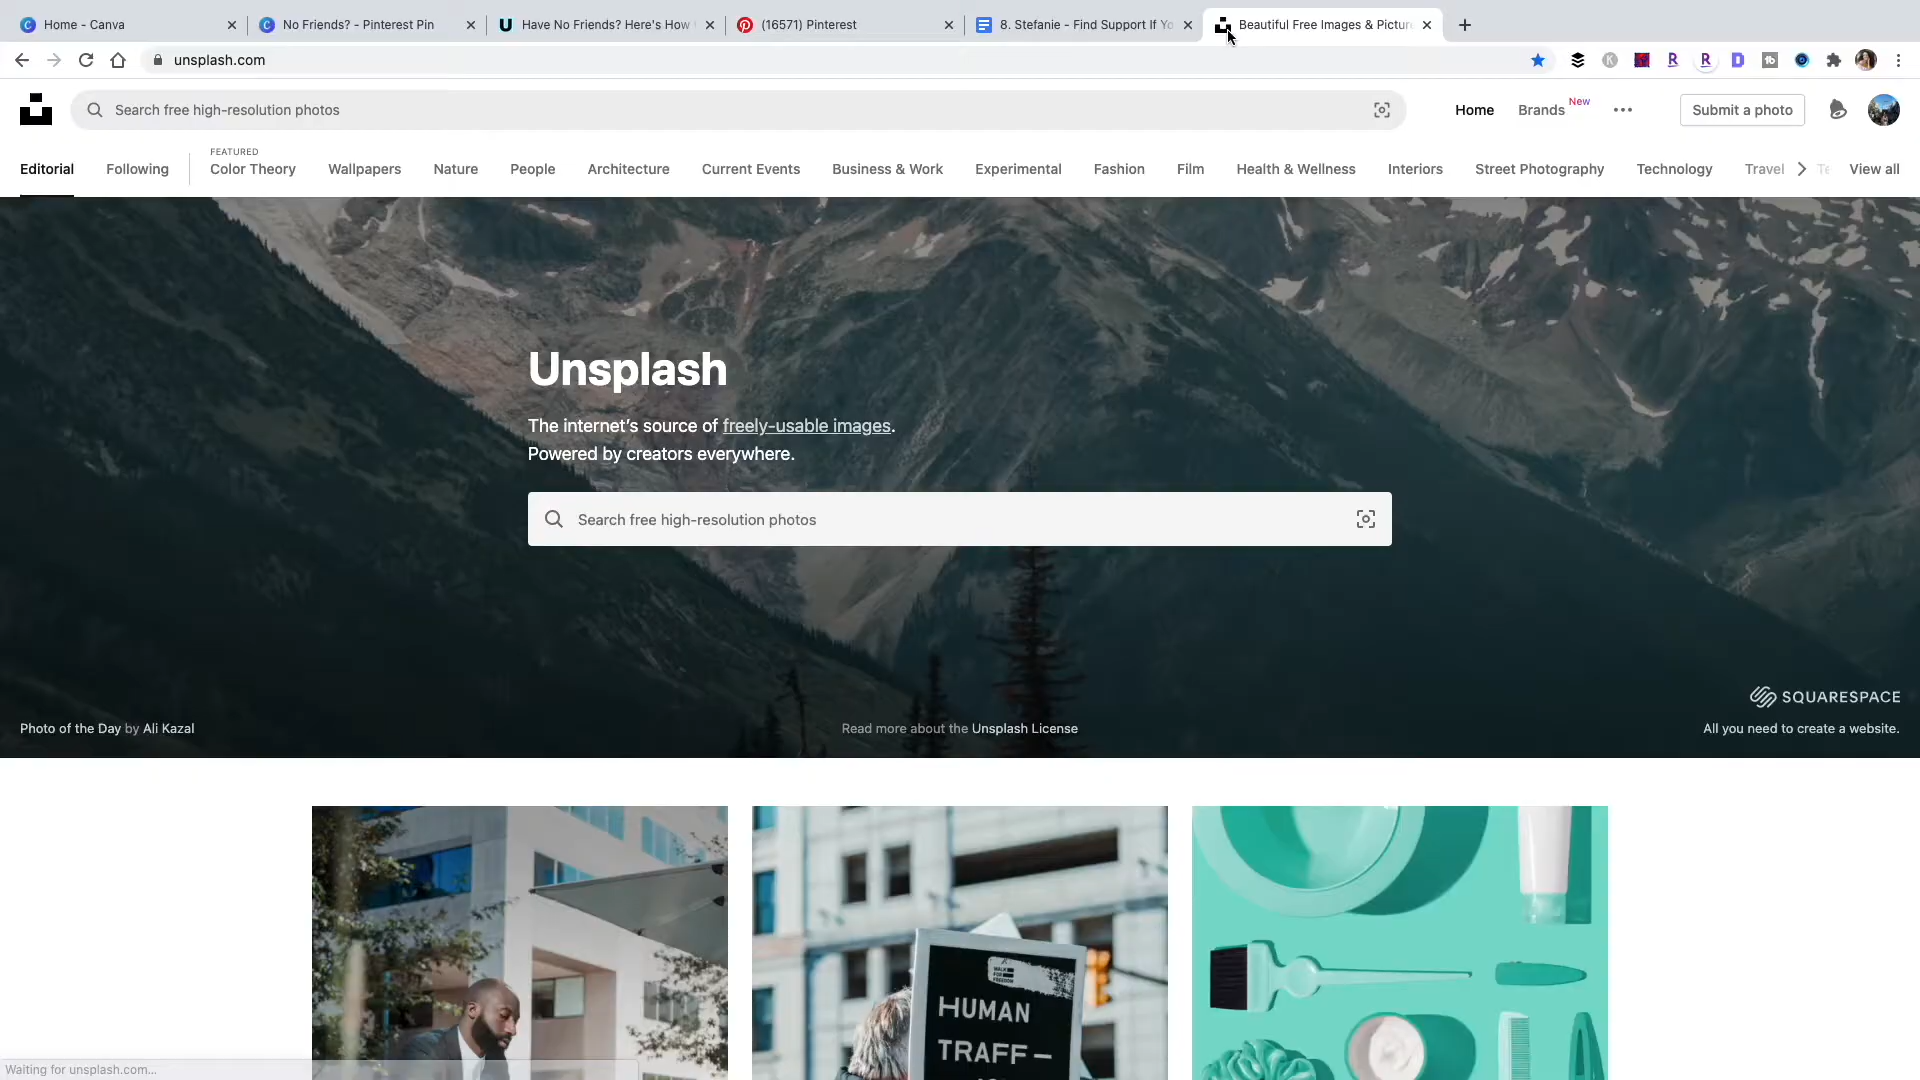 Home - Canva
No Friends? - Pinterest Pin
Have No Friends? Here's How
(16571) Pinterest
8. Stefanie - Find Support If Yo
Beautiful Free Images & Pictur
unsplash.com
Search free high-resolution photos
Home
Brands New
Submit a photo
Editorial
Following
FEATURED
Color Theory
Wallpapers
Nature
People
Architecture
Current Events
Business & Work
Experimental
Fashion
Film
Health & Wellness
Interiors
Street Photography
Technology
Travel
View all
Unsplash
The internet's source of freely-usable images.
Powered by creators everywhere.
Search free high-resolution photos
SQUARESPACE
Photo of the Day by Ali Kazal
Read more about the Unsplash License
All you need to create a website.
WALK
FOR
FREEDOM
HUMAN
TRAFF-
Waiting for unsplash.com...